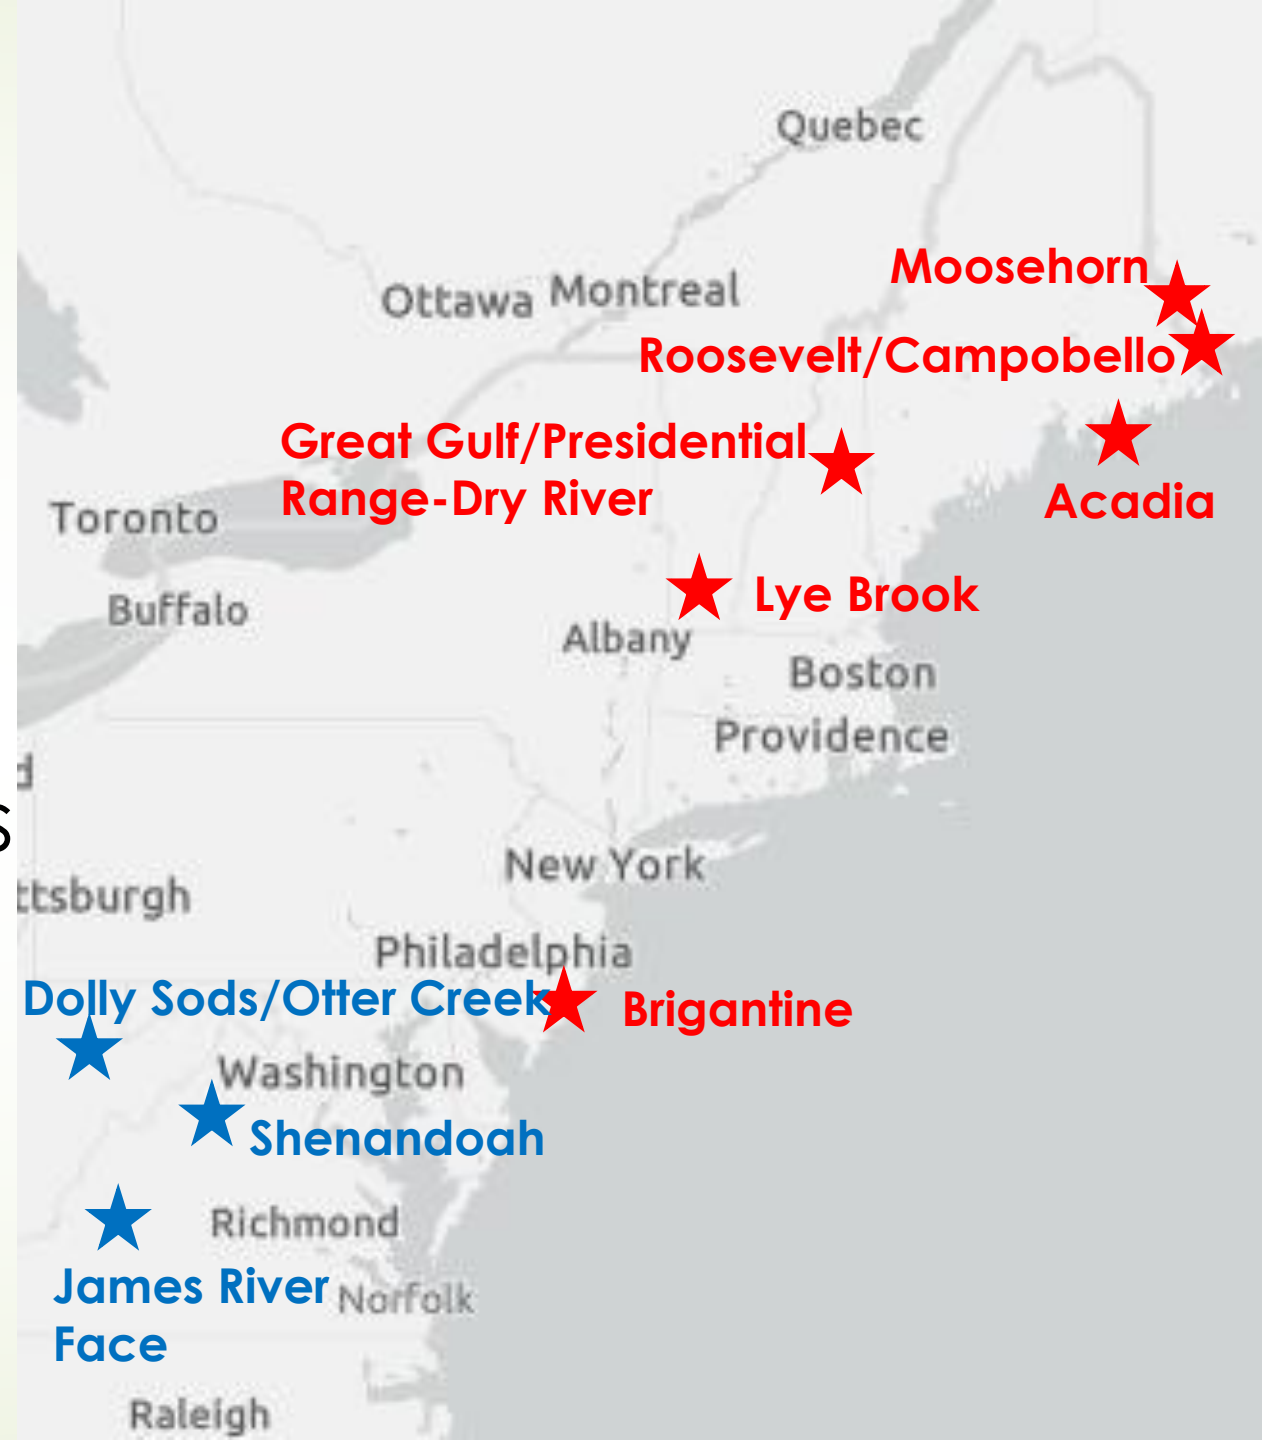 Quebec
Moosehorn
Ottawa
Montreal
Roosevelt/Campobello
Great Gulf/Presidential
Range-Dry River
Acadia
Toronto
Lye Brook
Buffalo
Albany
Boston
Providence
d
s
New York
ttsburgh
Philadelphia
Dolly Sods/Otter Creek
Brigantine
Washington
Shenandoah
Richmond
James River
Face
Norfolk
Raleigh